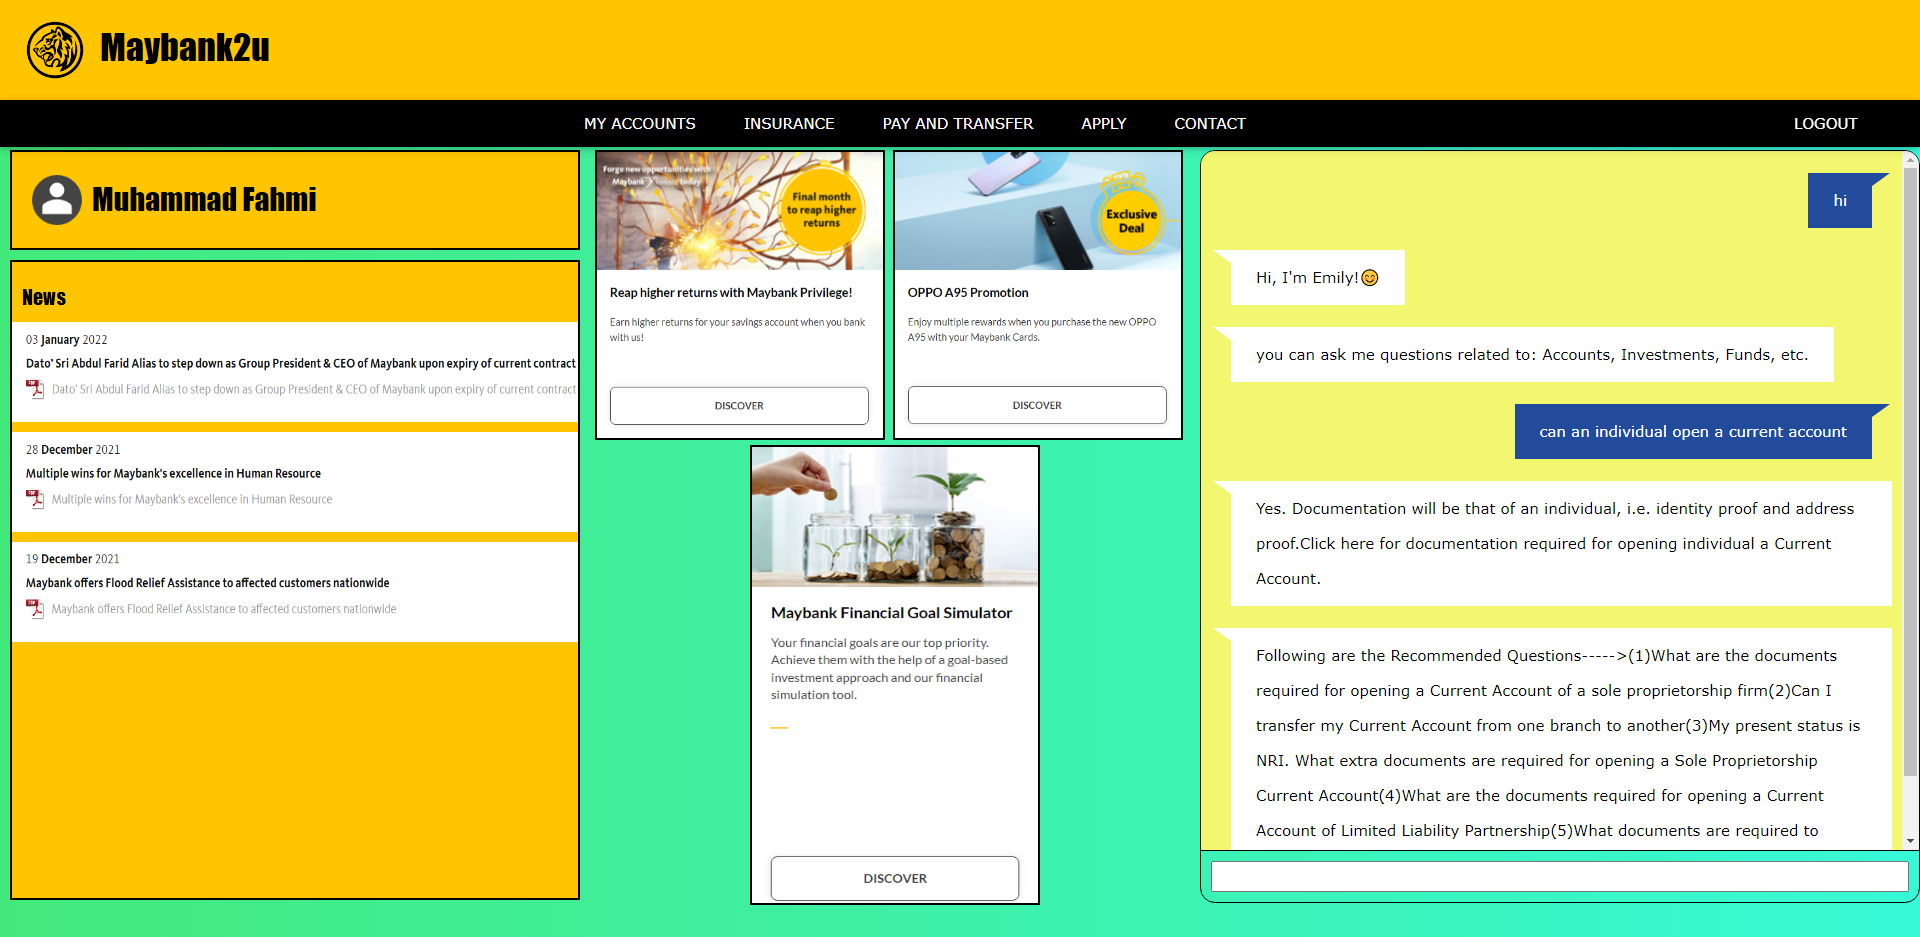 Maybank2u
MY ACCOUNTS
INSURANCE
PAY AND TRANSFER
APPLY
CONTACT
LOGOUT
Muhammad Fahmi
News
03 January 2022
Dato' Sri Abdul Farid Alias to step down as Group President & CEO of Maybank upon expiry of current contract
Dato' Sri Abdul Farid Alias to step down as Group President & CEO of Maybank upon expiry of current contract
28 December 2021
Multiple wins for Maybank's excellence in Human Resource
Multiple wins for Maybank's excellence in Human Resource
19 December 2021
Maybank offers Flood Relief Assistance to affected customers nationwide
Maybank offers Flood Relief Assistance to affected customers nationwide
Forge new opportunities with
Maybank today
Final month
to reap higher
returns
Reap higher returns with Maybank Privilege!
Earn higher returns for your savings account when you bank
with us!
DISCOVER
Exclusive
Deal
OPPO A95 Promotion
Enjoy multiple rewards when you purchase the new OPPO
A95 with your Maybank Cards.
DISCOVER
Maybank Financial Goal Simulator
Your financial goals are our top priority.
Achieve them with the help of a goal-based
investment approach and our financial
simulation tool.
DISCOVER
hi
Hi, I'm Emily!😊
you can ask me questions related to: Accounts, Investments, Funds, etc.
can an individual open a current account
Yes. Documentation will be that of an individual, i.e. identity proof and address
proof.Click here for documentation required for opening individual a Current
Account.
Following are the Recommended Questions----->(1)What are the documents
required for opening a Current Account of a sole proprietorship firm(2)Can I
transfer my Current Account from one branch to another(3)My present status is
NRI. What extra documents are required for opening a Sole Proprietorship
Current Account(4)What are the documents required for opening a Current
Account of Limited Liability Partnership(5)What documents are required to